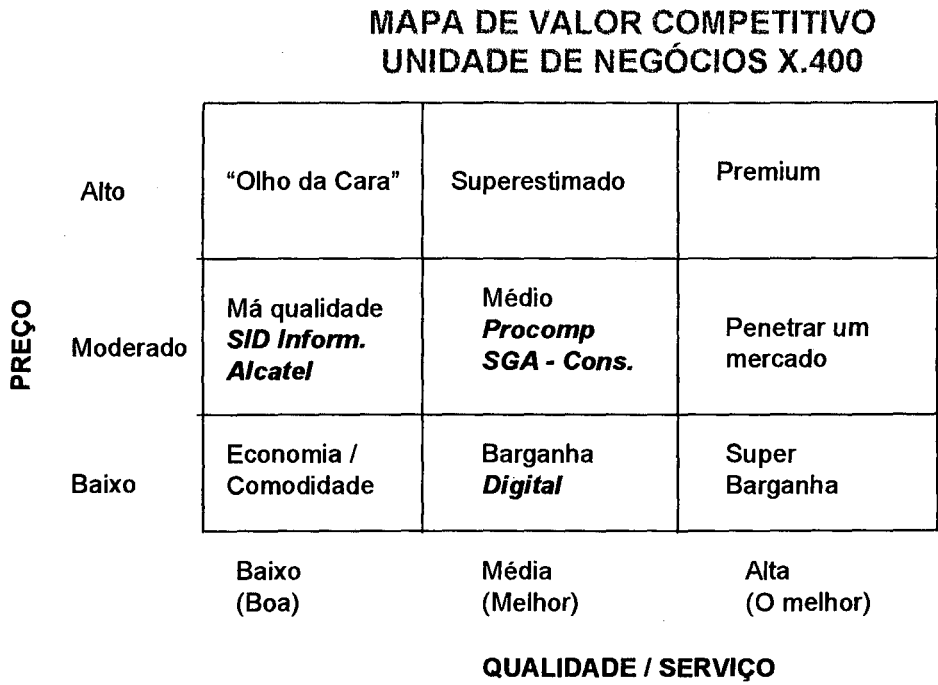 MAPA DE VALOR COMPETITIVO
UNIDADE DE NEGÓCIOS X.400
PREÇO
Alto
"Olho da Cara"
Superestimado
Premium
Moderado
Má qualidade
SID Inform.
Alcatel
Médio
Procomp
SGA - Cons.
Penetrar um
mercado
Baixo
Economia /
Comodidade
Barganha
Digital
Super
Barganha
Baixo
(Boa)
Média
(Melhor)
Alta
(O melhor)
QUALIDADE / SERVIÇO